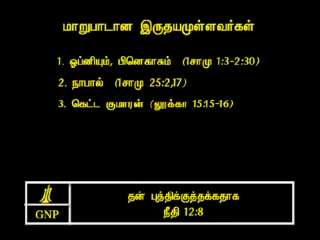 மாறுபாடான இருதயமுள்ளவர்கள்
1. ஓப்னியும், பினெகாசும் (1சாமு 1:3-2:30)
2. நாபால் (1சாமு 25:2,17)
3. கெட்ட குமாரன் (லூக்கா 15:15-16)
தன் புத்திக்குத்தக்கதாக
நீதி 12:8
GNP